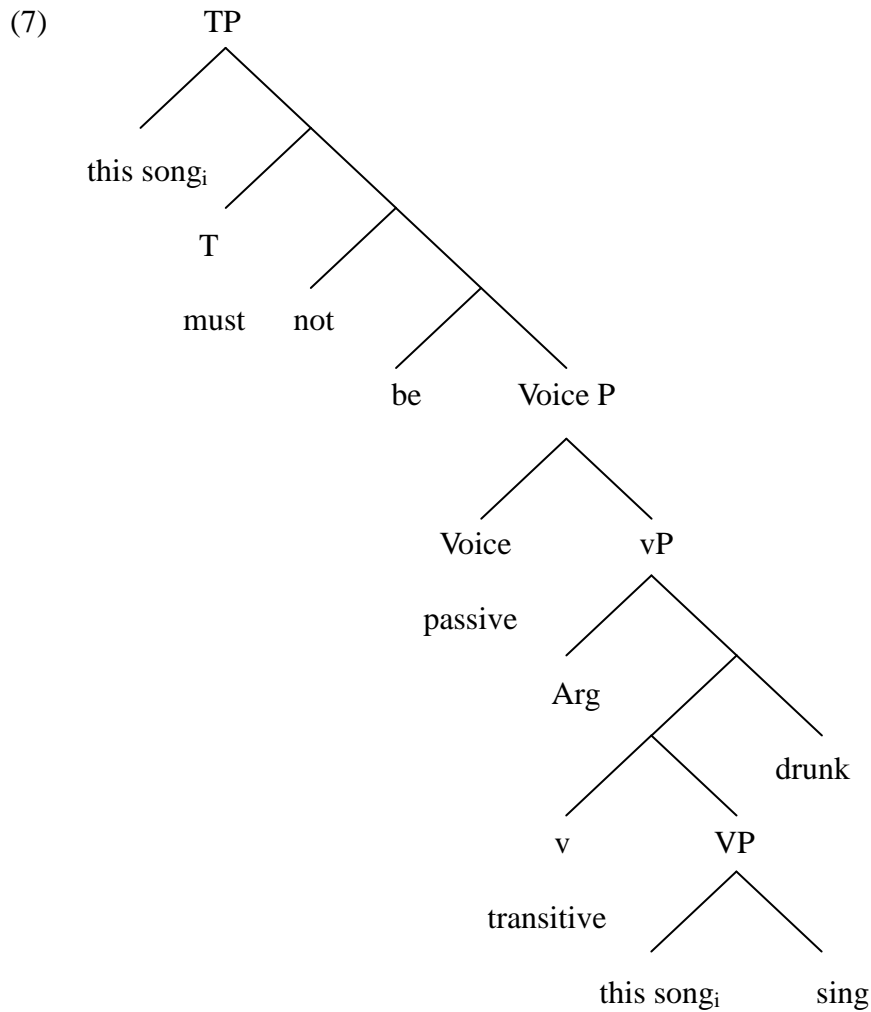 (7) TP
this songᵢ
T
must not
be Voice P
Voice vP
passive
Arg
drunk
v VP
transitive
this songᵢ sing